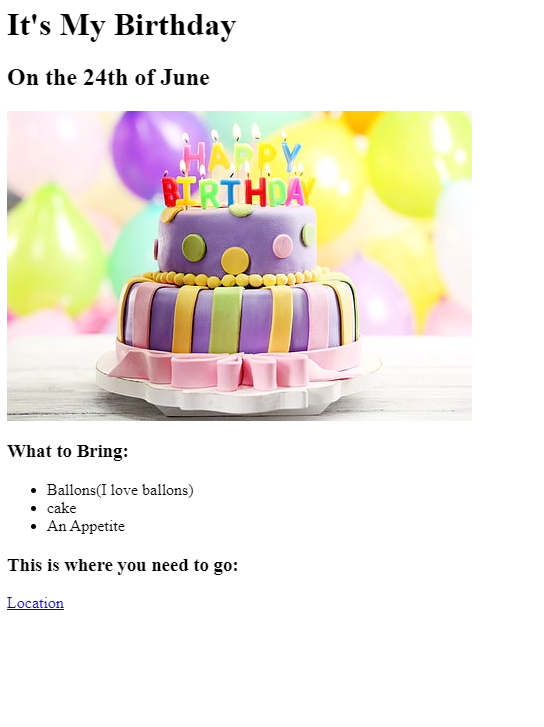 It's My Birthday
On the 24th of June
HAPPY
BIRTHDAY
What to Bring:
Ballons(I love ballons)
cake
An Appetite
This is where you need to go:
Location